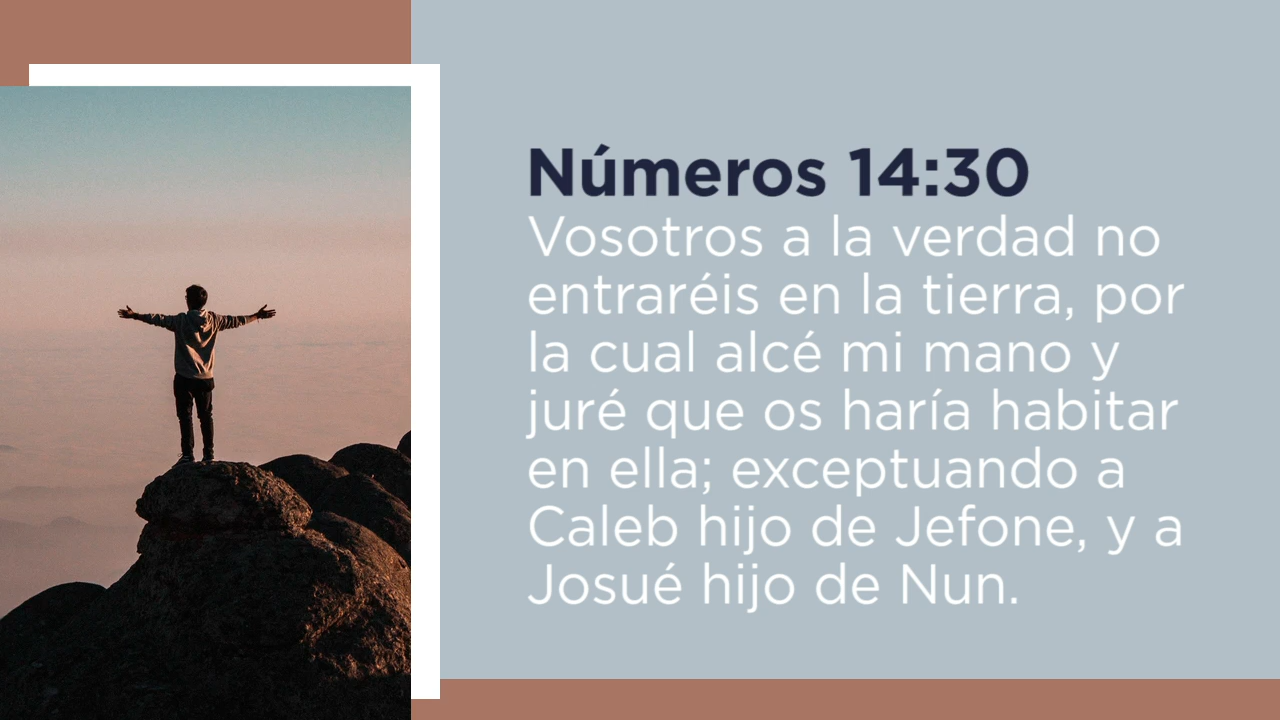 Números 14:30
Vosotros a la verdad no
entraréis en la tierra, por
la cual alcé mi mano y
juré que os haría habitar
en ella; exceptuando a
Caleb hijo de Jefone, y a
Josué hijo de Nun.